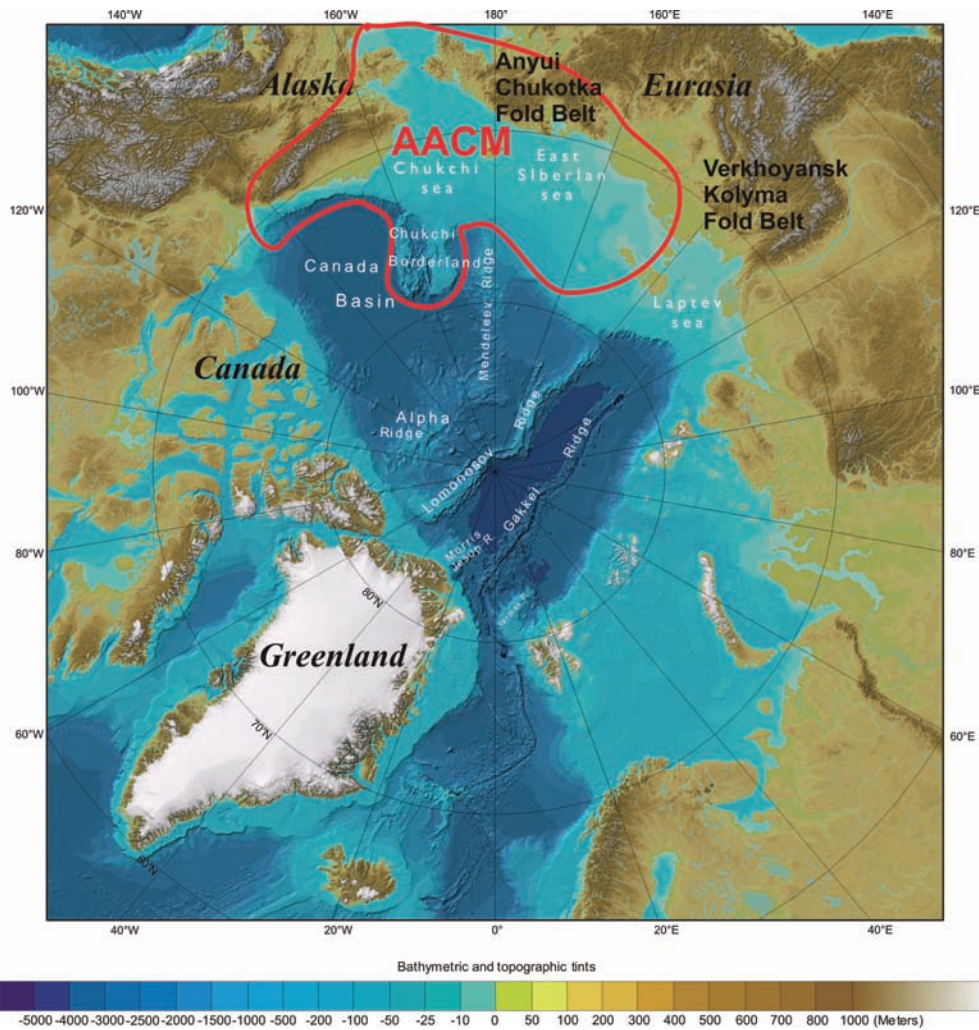 140°W
160°W
180°
160°E
140°E
Alaska
Anyui
Chukotka
Fold Belt
Eurasia
AACM
Chukchi
sea
East
Siberian
sea
Verkhoyansk
Kolyma
Fold Belt
120°W
120°E
Chukchi
Borderland
Canada
Basin
Mendeleev Ridge
Laptev
sea
Canada
100°W
100°E
Alpha
Ridge
Lomonosov Ridge
Gakkel Ridge
Morris
Jesup R.
80°W
80°E
80°N
Greenland
70°N
60°W
60°E
60°N
40°W
20°W
0°
20°E
40°E
Bathymetric and topographic tints
-5000 -4000 -3000 -2000 -1500 -1000 -500 -200 -100 -50 -25 -10 0 50 100 200 300 400 500 600 700 800 1000 (Meters)